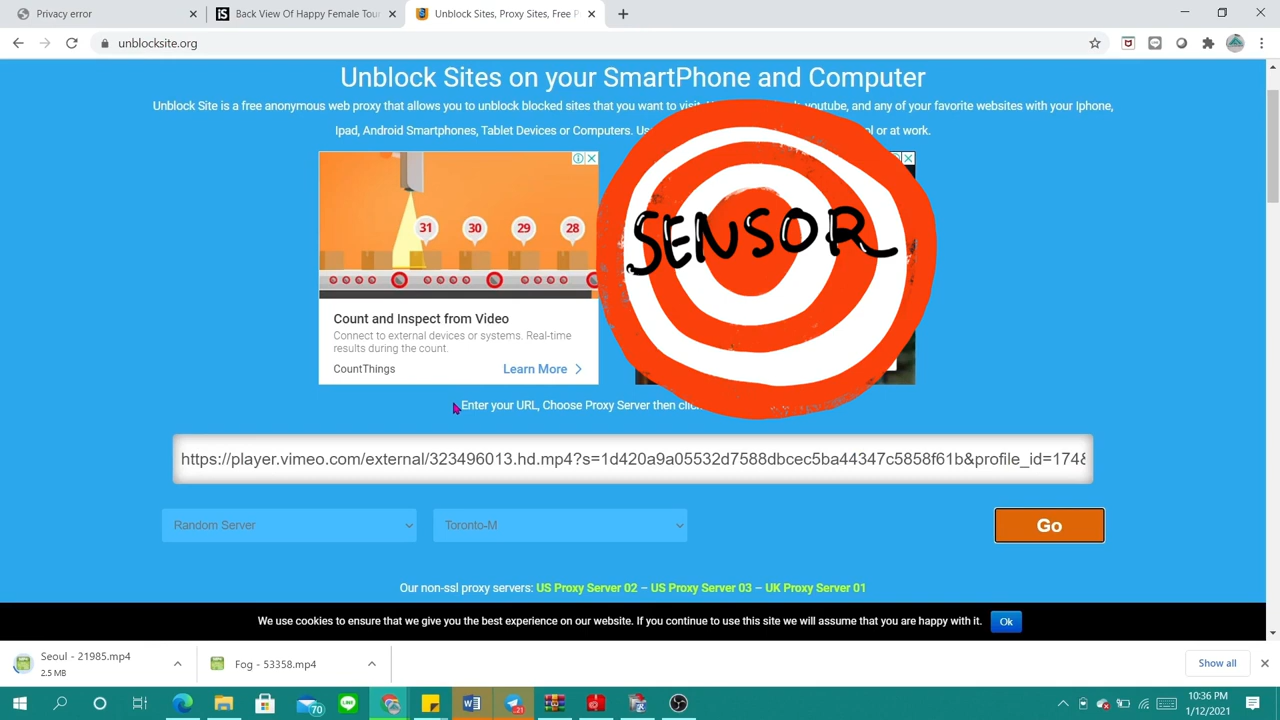 Privacy error
Back View Of Happy Female Tou
Unblock Sites, Proxy Sites, Free P
unblocksite.org
Unblock Sites on your SmartPhone and Computer
Unblock Site is a free anonymous web proxy that allows you to unblock blocked sites that you want to visit. youtube, and any of your favorite websites with your Iphone,
Ipad, Android Smartphones, Tablet Devices or Computers. ol or at work.
31 30 29 28
SENSOR
Count and Inspect from Video
Connect to external devices or systems. Real-time
results during the count.
CountThings
Learn More
Enter your URL, Choose Proxy Server then clic
https://player.vimeo.com/external/323496013.hd.mp4?s=1d420a9a05532d7588dbcec5ba44347c5858f61b&profile_id=174&
Random Server
Toronto-M
Go
Our non-ssl proxy servers: US Proxy Server 02 – US Proxy Server 03 – UK Proxy Server 01
We use cookies to ensure that we give you the best experience on our website. If you continue to use this site we will assume that you are happy with it.
Ok
Seoul - 21985.mp4
2.5 MB
Fog - 53358.mp4
Show all
70
21
10:36 PM
1/12/2021